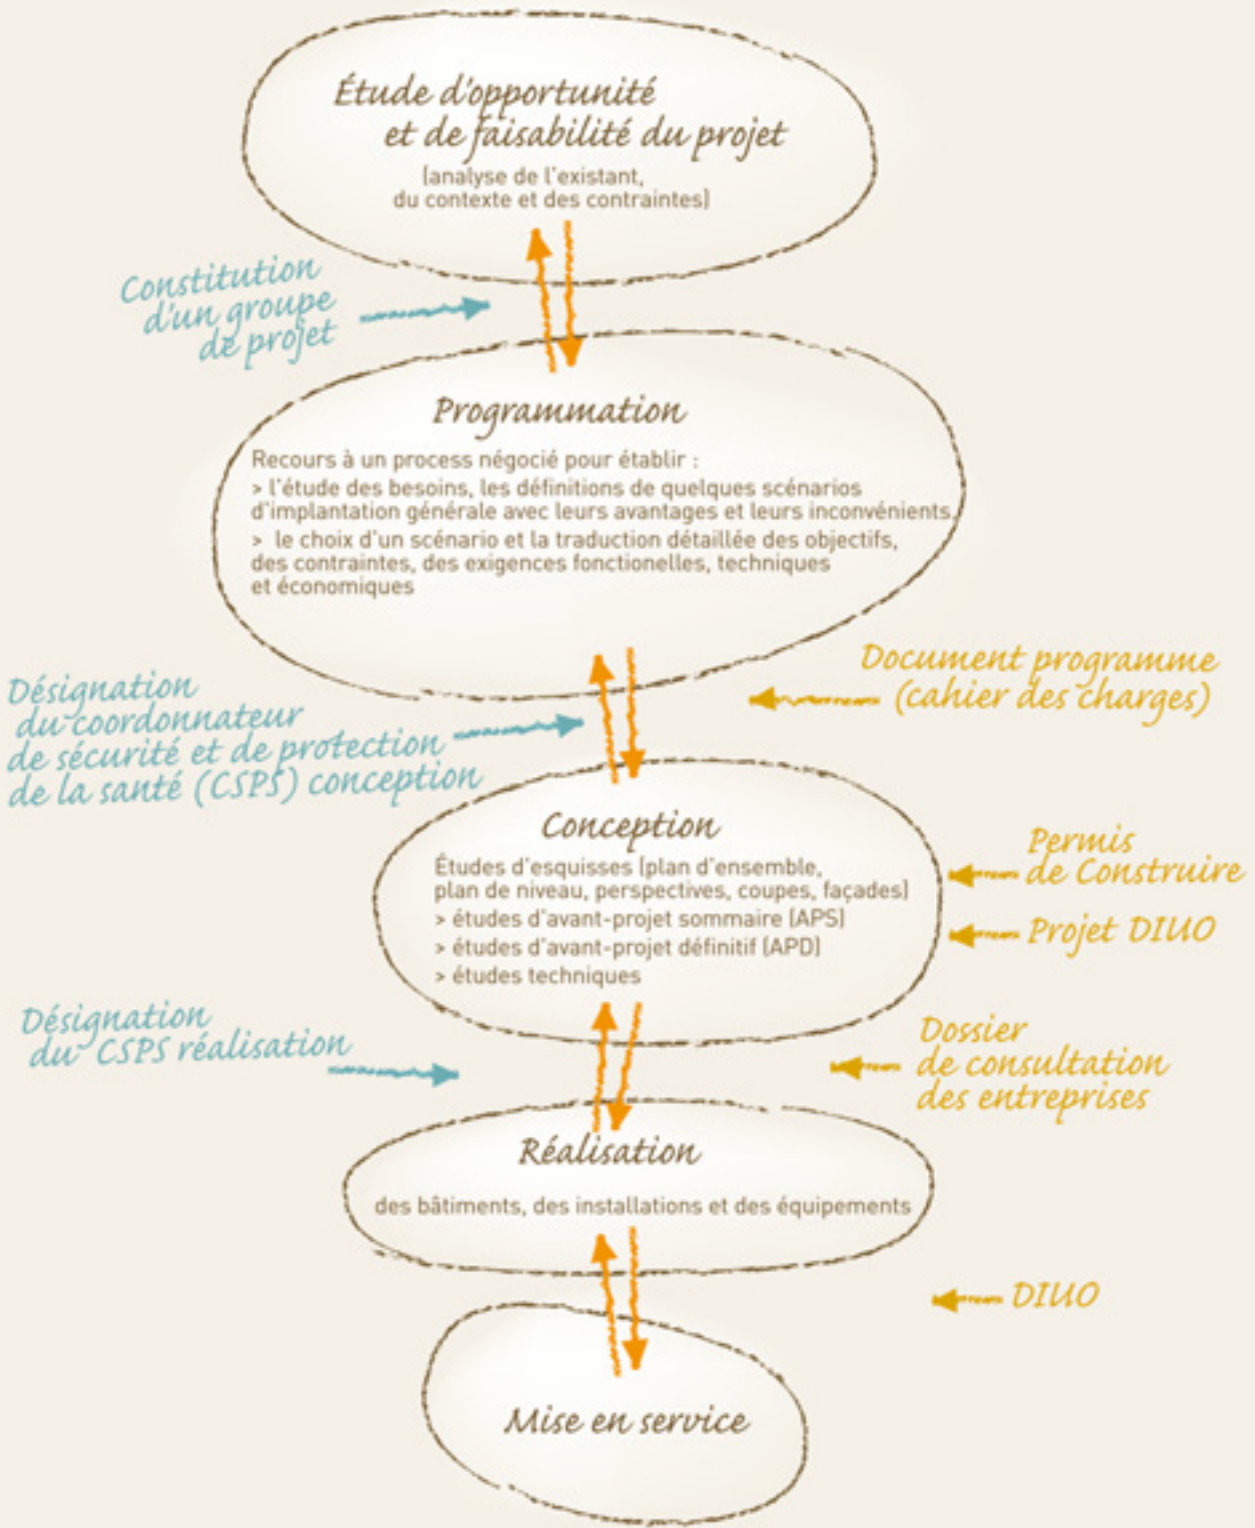 Étude d'opportunité
et de faisabilité du projet
(analyse de l'existant,
du contexte et des contraintes)
Constitution
d'un groupe
de projet
Programmation
Recours à un process négocié pour établir :
> l'étude des besoins, les définitions de quelques scénarios
d'implantation générale avec leurs avantages et leurs inconvénients
> le choix d'un scénario et la traduction détaillée des objectifs,
des contraintes, des exigences fonctionelles, techniques
et économiques
Document programme
(cahier des charges)
Désignation
du coordonnateur
de sécurité et de protection
de la santé (CSPS) conception
Conception
Études d'esquisses (plan d'ensemble,
plan de niveau, perspectives, coupes, façades)
> études d'avant-projet sommaire (APS)
> études d'avant-projet définitif (APD)
> études techniques
Permis
de Construire
Projet DIUO
Désignation
du CSPS réalisation
Dossier
de consultation
des entreprises
Réalisation
des bâtiments, des installations et des équipements
DIUO
Mise en service